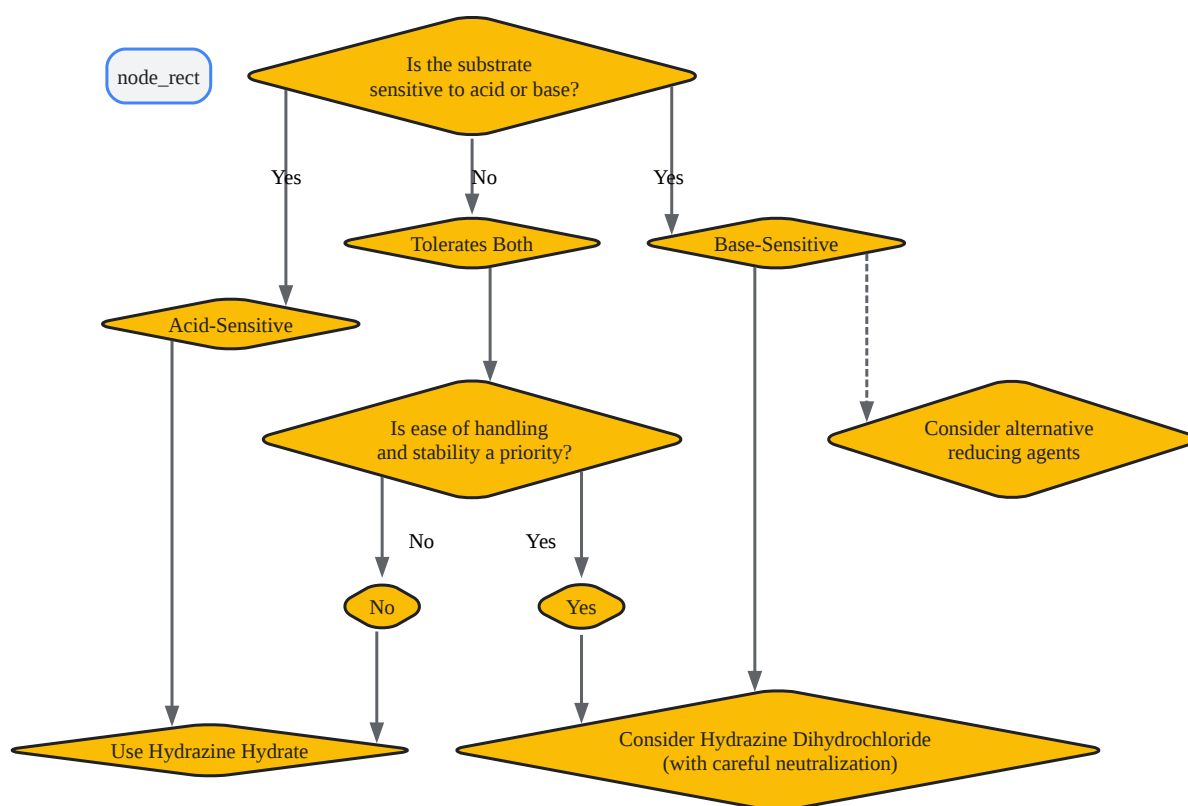 Is the substrate
sensitive to acid or base?
node_rect
Yes
No
Yes
Tolerates Both
Base-Sensitive
Acid-Sensitive
Is ease of handling
and stability a priority?
Consider alternative
reducing agents
No
Yes
No
Yes
Use Hydrazine Hydrate
Consider Hydrazine Dihydrochloride
(with careful neutralization)